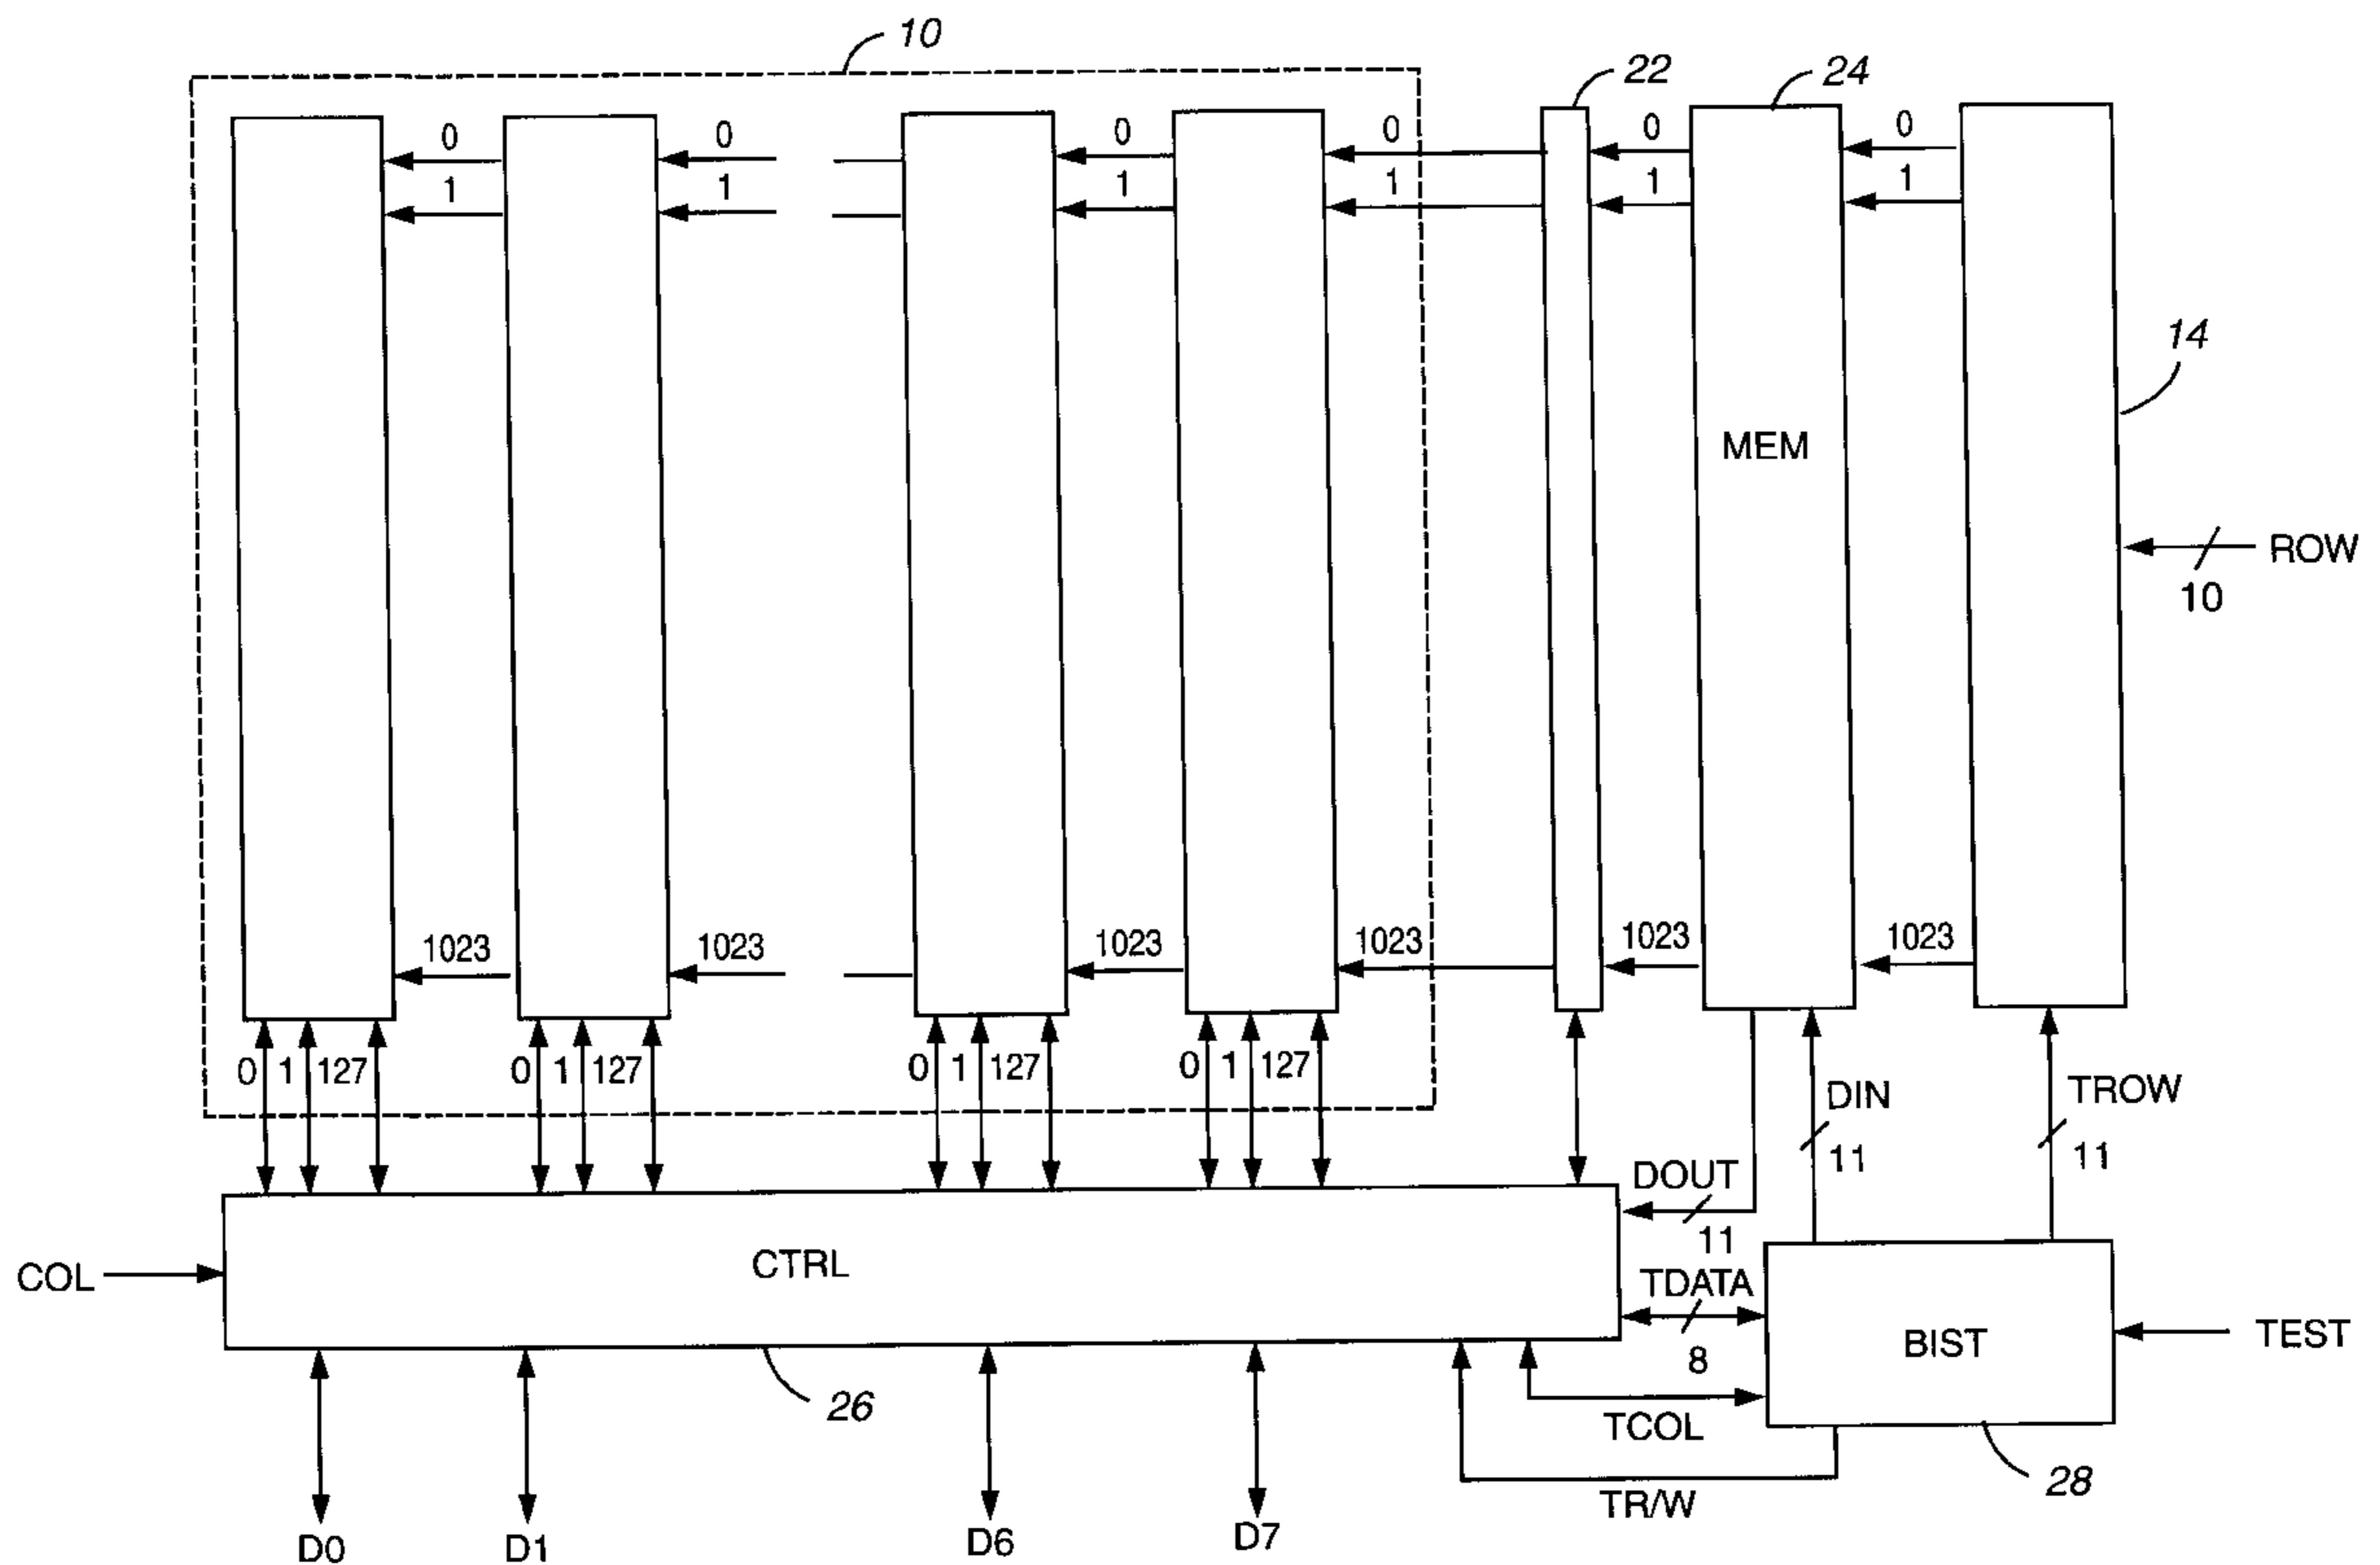 10
22
24
0 0 0 0 0 0
1 1 1 1 1 1
14
MEM
ROW
10
1023 1023 1023 1023 1023 1023
0 1 127 0 1 127 0 1 127 0 1 127
DIN
11
TROW
11
DOUT
11
COL
CTRL
TDATA
8
BIST
TEST
TCOL
26
28
TR/W
D0 D1 D6 D7